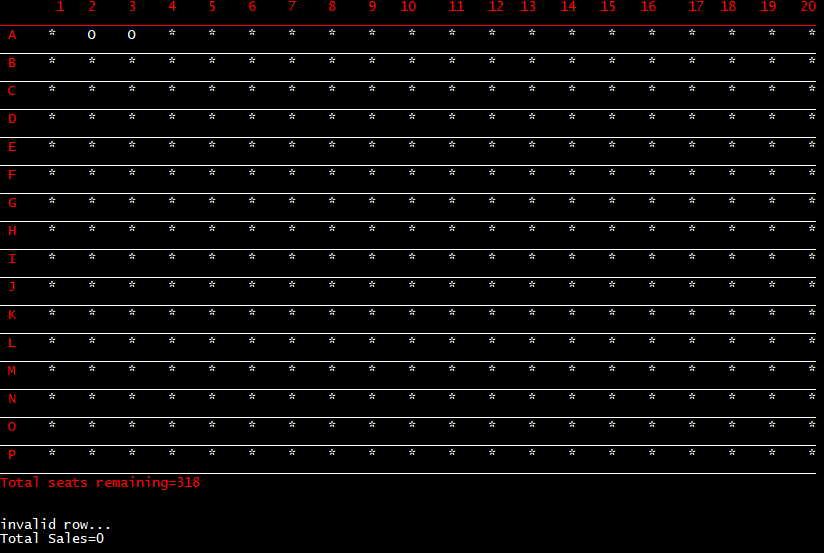 1 2 3 4 5 6 7 8 9 10 11 12 13 14 15 16 17 18 19 20
A * O O * * * * * * * * * * * * * * * * *
B * * * * * * * * * * * * * * * * * * * *
C * * * * * * * * * * * * * * * * * * * *
D * * * * * * * * * * * * * * * * * * * *
E * * * * * * * * * * * * * * * * * * * *
F * * * * * * * * * * * * * * * * * * * *
G * * * * * * * * * * * * * * * * * * * *
H * * * * * * * * * * * * * * * * * * * *
I * * * * * * * * * * * * * * * * * * * *
J * * * * * * * * * * * * * * * * * * * *
K * * * * * * * * * * * * * * * * * * * *
L * * * * * * * * * * * * * * * * * * * *
M * * * * * * * * * * * * * * * * * * * *
N * * * * * * * * * * * * * * * * * * * *
O * * * * * * * * * * * * * * * * * * * *
P * * * * * * * * * * * * * * * * * * * *
Total seats remaining=318
invalid row...
Total Sales=0